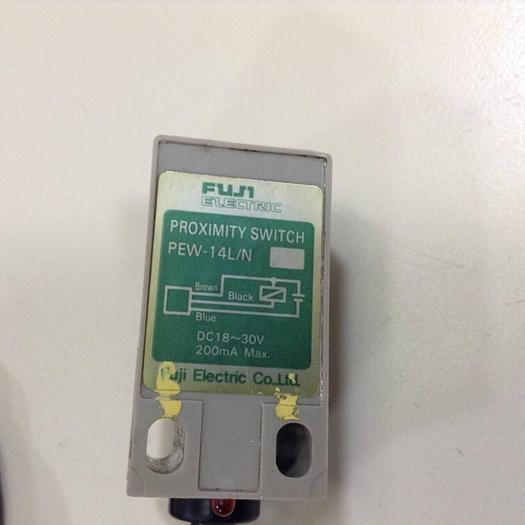 FUJI
ELECTRIC
PROXIMITY SWITCH
PEW-14L/N
Brown
Black
Blue
DC18~30V
200mA Max.
Fuji Electric Co.,Ltd.